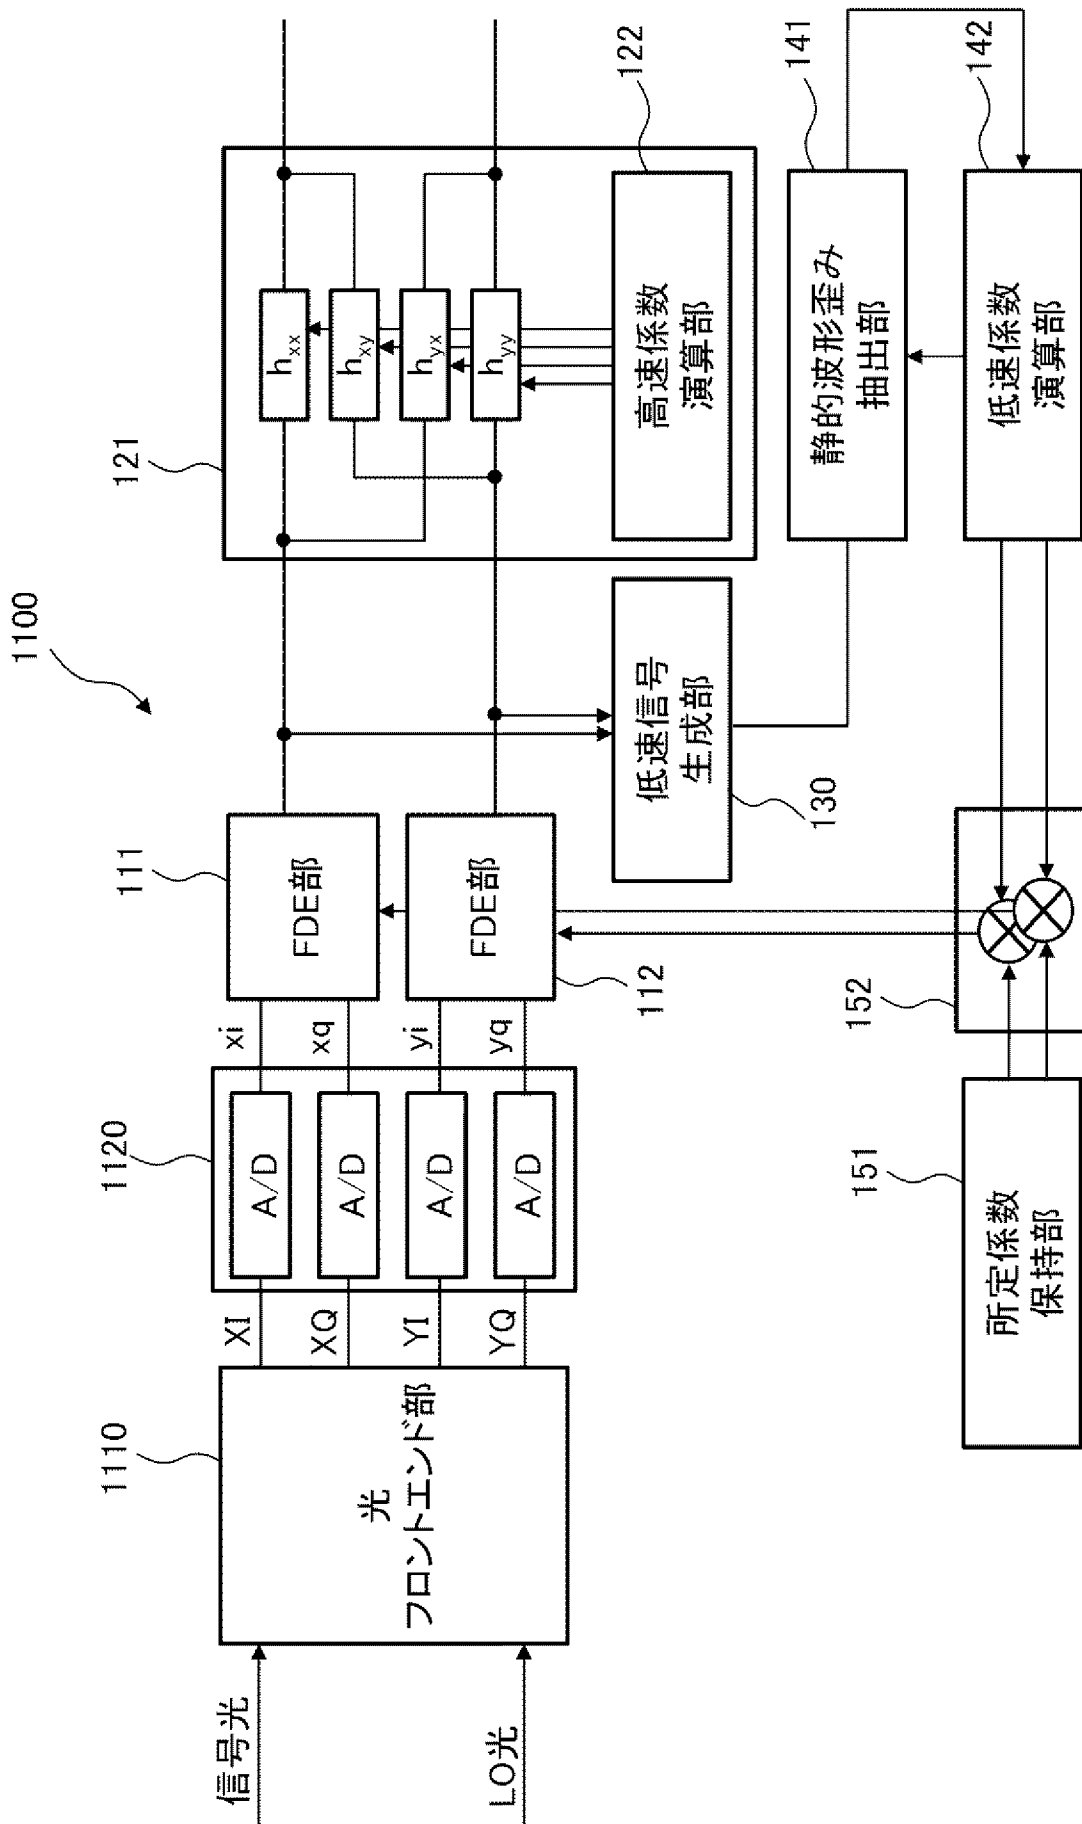 1100
信号光
LO光
1110
光
フロントエンド部
XI
XQ
YI
YQ
1120
A/D
A/D
A/D
A/D
xi
xq
yi
yq
111
FDE部
FDE部
112
121
hxx
hxy
hyx
hyy
高速係数
演算部
122
低速信号
生成部
130
静的波形歪み
抽出部
141
低速係数
演算部
142
所定係数
保持部
151
152